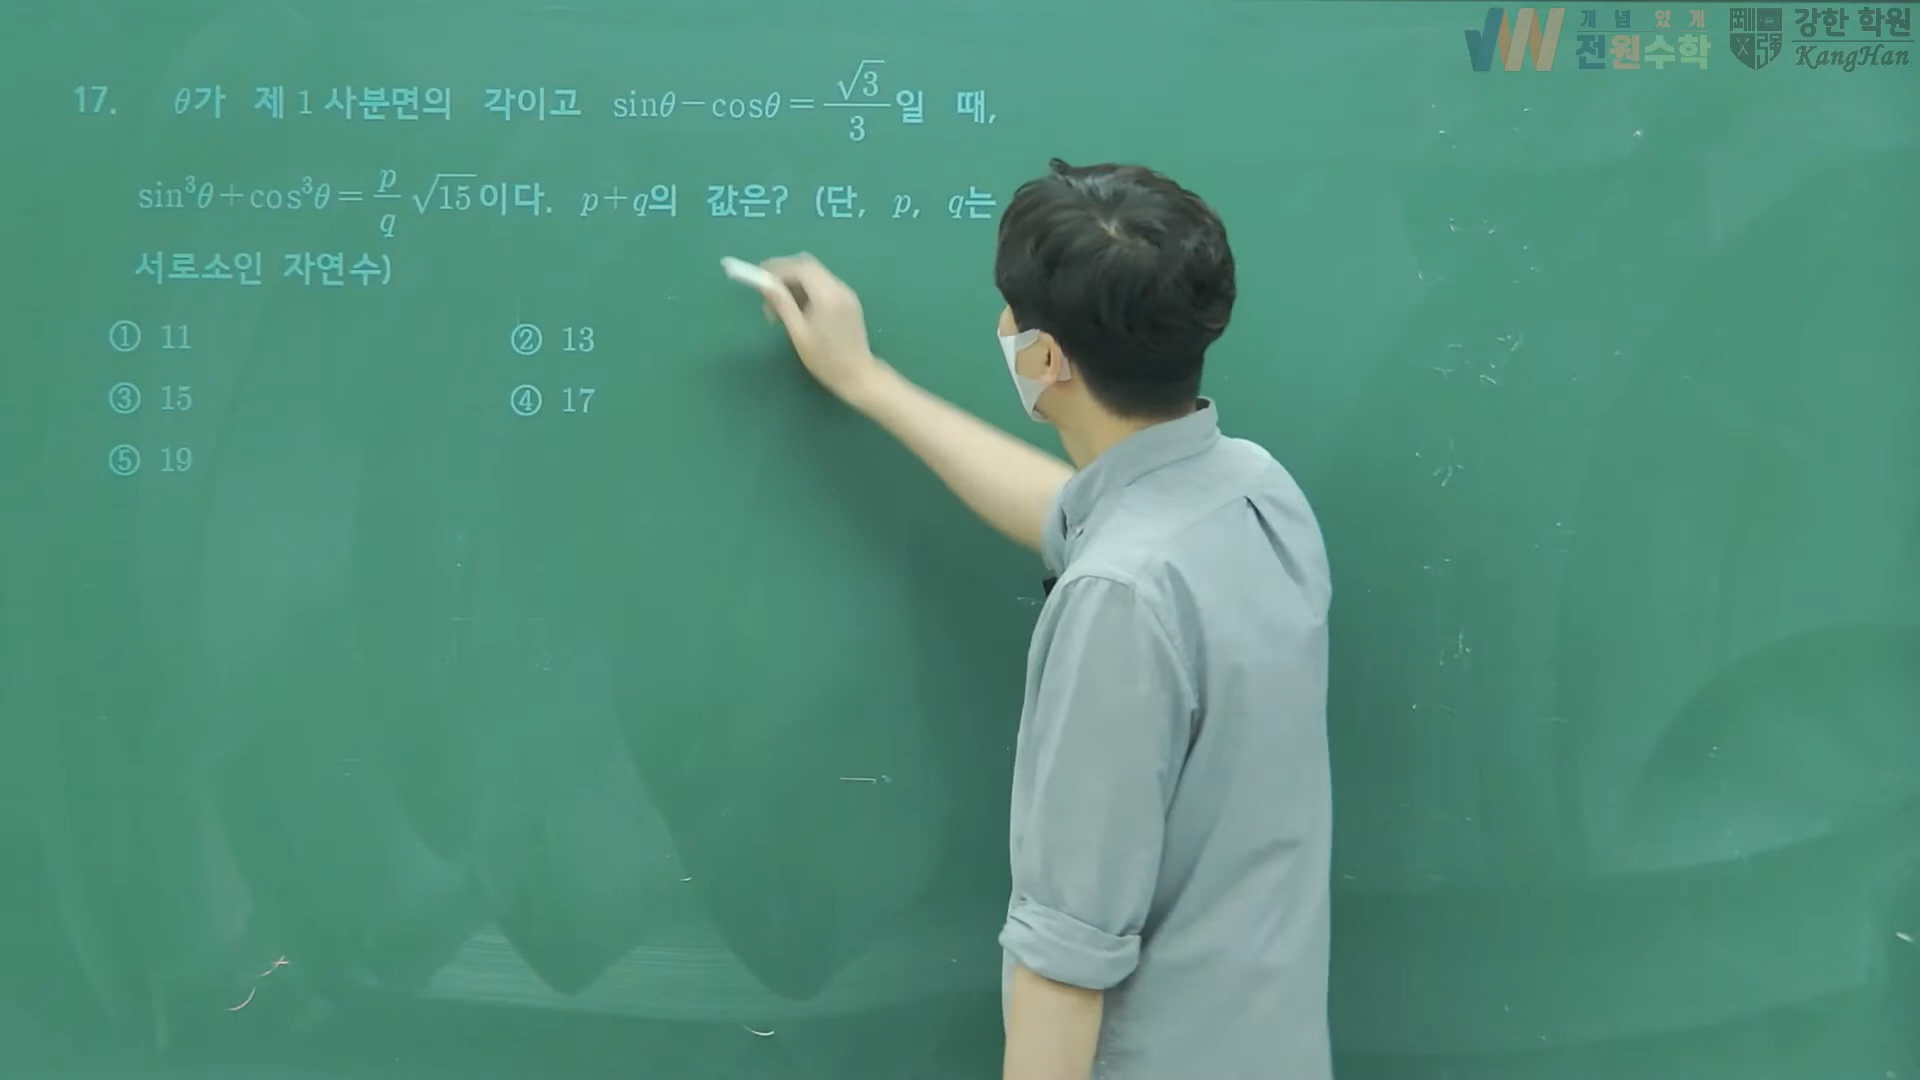 개념있게
전원수학
강한 학원
KangHan
17. θ가 제 1 사분면의 각이고 sinθ-cosθ=√3/3일 때,
sin³θ+cos³θ=p/q √15이다. p+q의 값은? (단, p, q는
서로소인 자연수)
① 11 ② 13
③ 15 ④ 17
⑤ 19